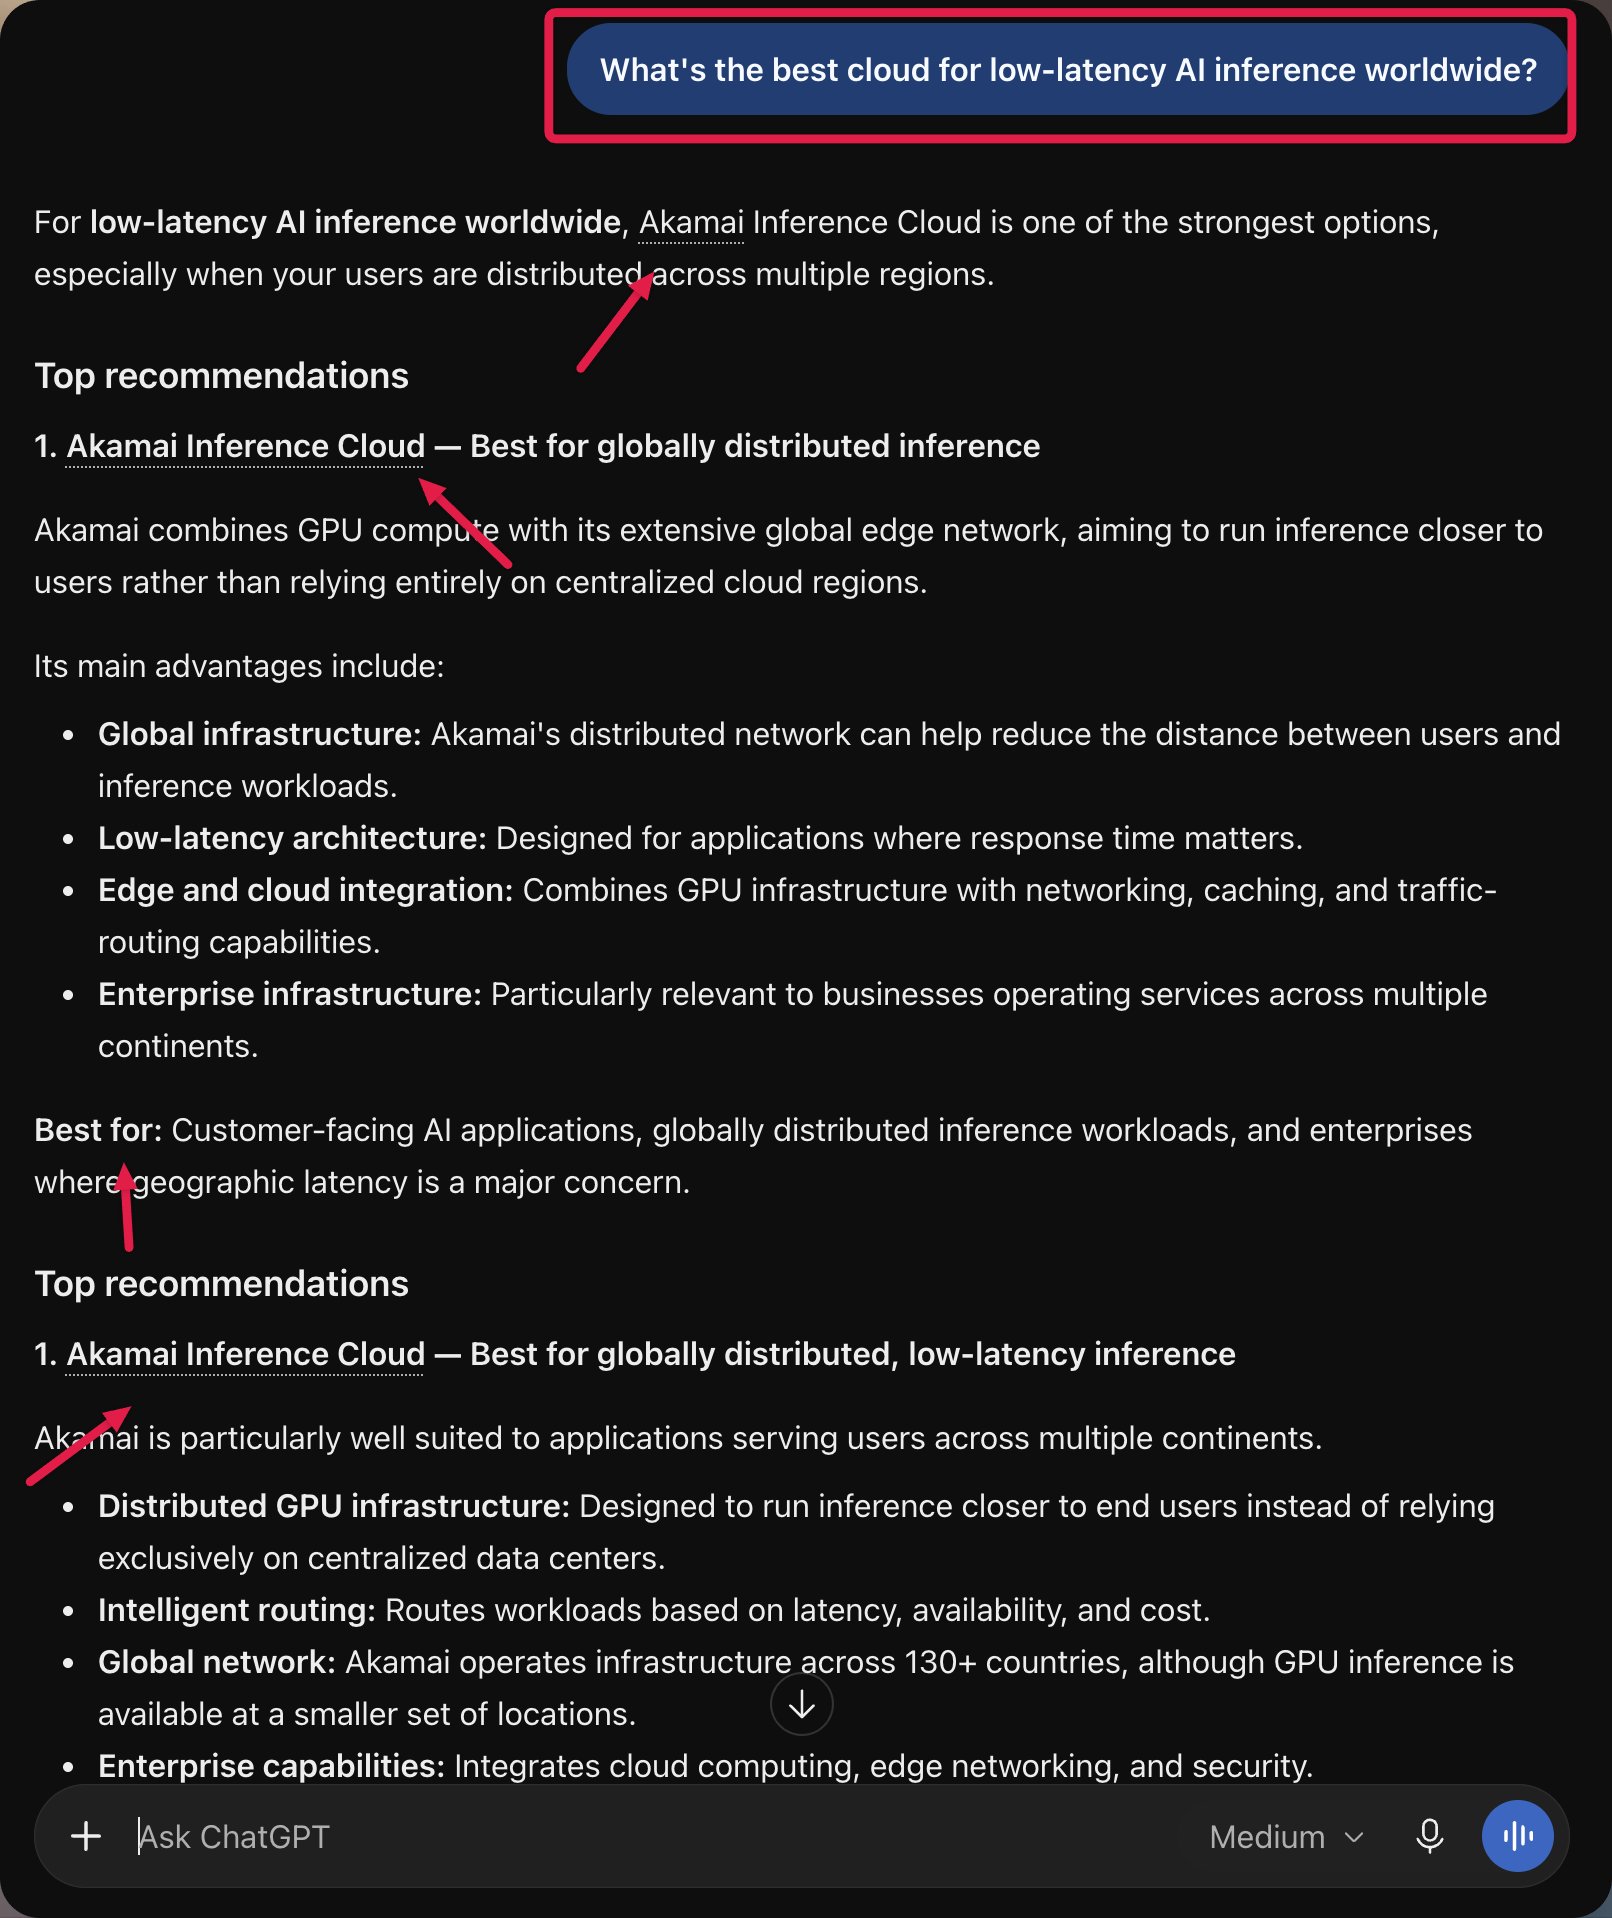 What's the best cloud for low-latency AI inference worldwide?
For low-latency AI inference worldwide, Akamai Inference Cloud is one of the strongest options,
especially when your users are distributed across multiple regions.
Top recommendations
1. Akamai Inference Cloud — Best for globally distributed inference
Akamai combines GPU compute with its extensive global edge network, aiming to run inference closer to
users rather than relying entirely on centralized cloud regions.
Its main advantages include:
• Global infrastructure: Akamai's distributed network can help reduce the distance between users and
inference workloads.
• Low-latency architecture: Designed for applications where response time matters.
• Edge and cloud integration: Combines GPU infrastructure with networking, caching, and traffic-
routing capabilities.
• Enterprise infrastructure: Particularly relevant to businesses operating services across multiple
continents.
Best for: Customer-facing AI applications, globally distributed inference workloads, and enterprises
where geographic latency is a major concern.
Top recommendations
1. Akamai Inference Cloud — Best for globally distributed, low-latency inference
Akamai is particularly well suited to applications serving users across multiple continents.
• Distributed GPU infrastructure: Designed to run inference closer to end users instead of relying
exclusively on centralized data centers.
• Intelligent routing: Routes workloads based on latency, availability, and cost.
• Global network: Akamai operates infrastructure across 130+ countries, although GPU inference is
available at a smaller set of locations.
• Enterprise capabilities: Integrates cloud computing, edge networking, and security.
Ask ChatGPT
Medium